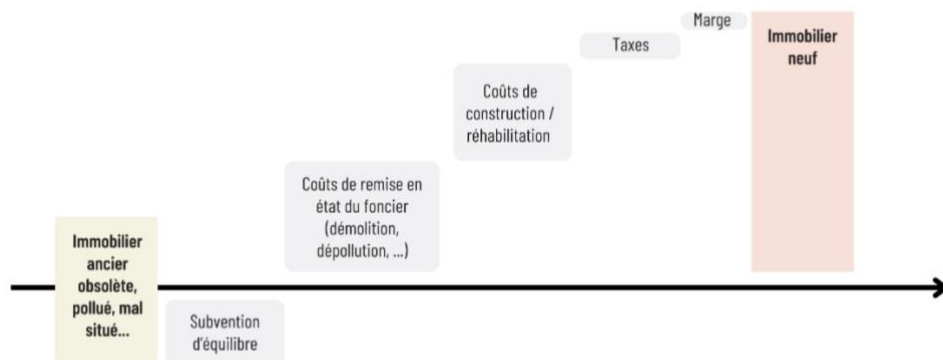 Immobilier
ancier
obsolète,
pollué, mal
situé...
Subvention
d'équilibre
Coûts de remise en
état du foncier
(démolition,
dépollution, ...)
Coûts de
construction /
réhabilitation
Taxes
Marge
Immobilier
neuf